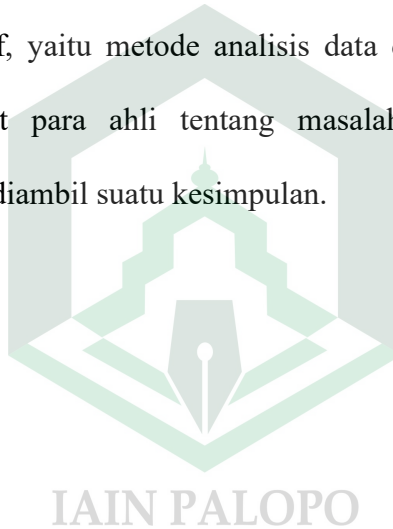 f, yaitu metode analisis data
t para ahli tentang masalah
diambil suatu kesimpulan.
IAIN PALOPO